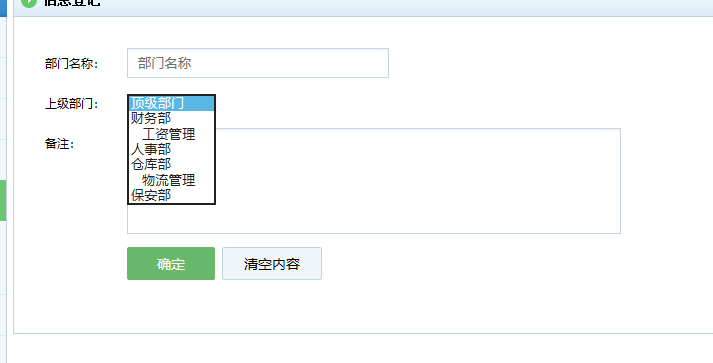 信息登记
部门名称:
部门名称
上级部门:
顶级部门
财务部
工资管理
人事部
仓库部
物流管理
保安部
备注:
确定
清空内容